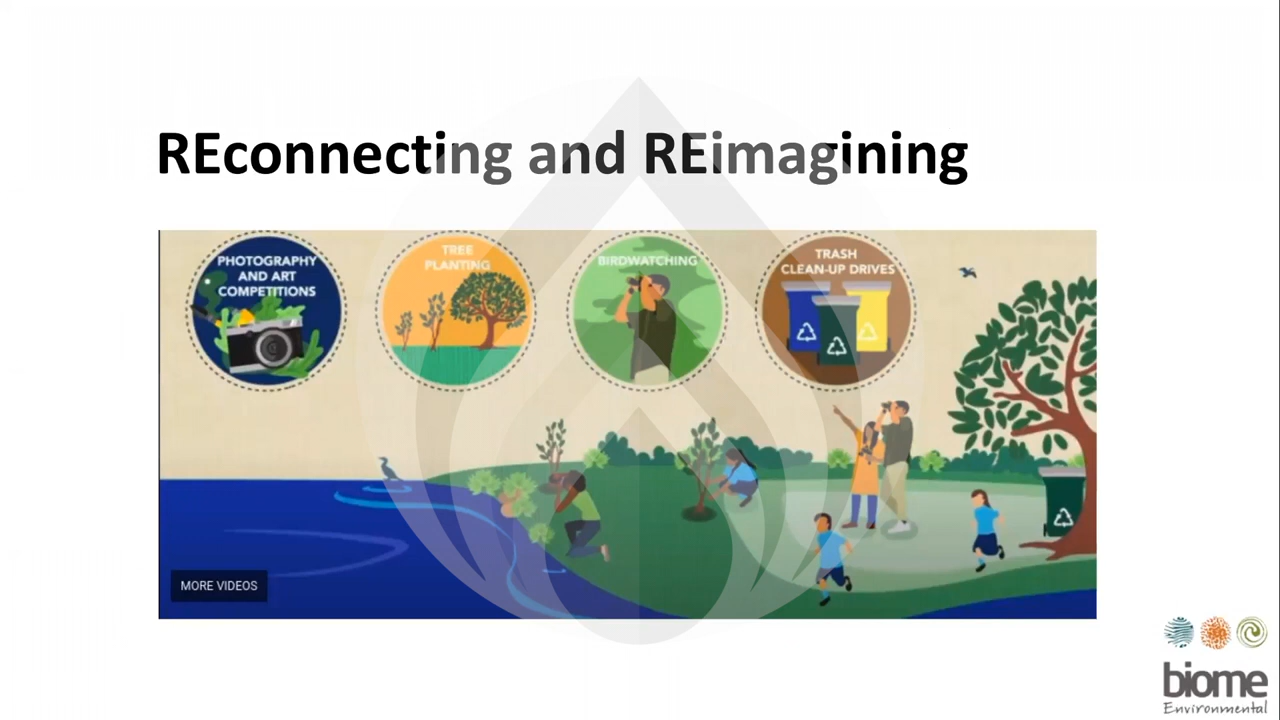 REconnecting and REimagining
PHOTOGRAPHY
AND ART
COMPETITIONS
TREE
PLANTING
BIRDWATCHING
TRASH
CLEAN-UP DRIVES
MORE VIDEOS
biome
Environmental